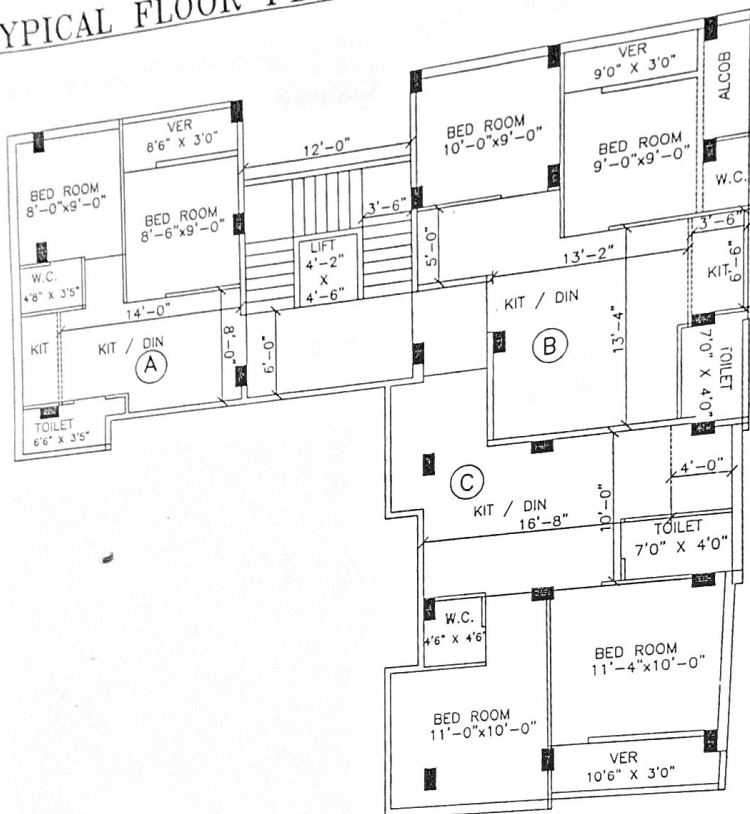 YPICAL FLOOR
VER
8'6" X 3'0"
12'-0"
BED ROOM
8'-0"x9'-0"
BED ROOM
8'-6"x9'-0"
W.C.
4'8" X 3'5"
14'-0"
KIT
KIT / DIN
A
8'-0"
TOILET
6'6" X 3'5"
3'-6"
LIFT
4'-2"
X
4'-6"
6'-0"
BED ROOM
10'-0"x9'-0"
VER
9'0" X 3'0"
ALCOB
BED ROOM
9'-0"x9'-0"
W.C.
3'-6"
5'-0"
13'-2"
KIT
6'-9"
KIT / DIN
B
13'-4"
TOILET
7'0" X 4'0"
C
KIT / DIN
16'-8"
10'-0"
4'-0"
TOILET
7'0" X 4'0"
W.C.
4'6" X 4'6"
BED ROOM
11'-4"x10'-0"
BED ROOM
11'-0"x10'-0"
VER
10'6" X 3'0"